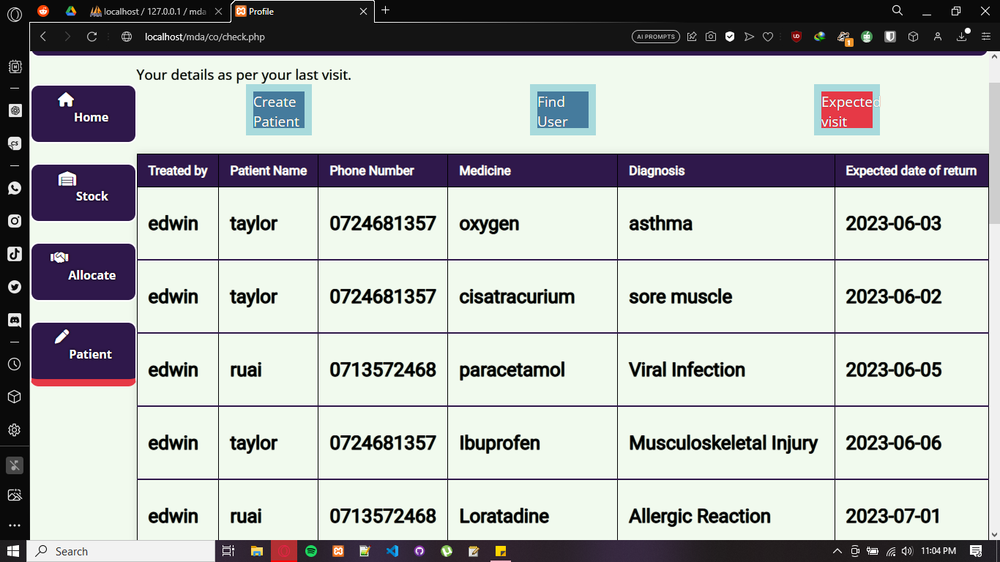 localhost / 127.0.0.1 / mda
Profile
localhost/mda/co/check.php
AI PROMPTS
1
Your details as per your last visit.
Home
Stock
Allocate
Patient
Create
Patient
Find
User
Expected
visit
Treated by Patient Name Phone Number Medicine Diagnosis Expected date of return
edwin taylor 0724681357 oxygen asthma 2023-06-03
edwin taylor 0724681357 cisatracurium sore muscle 2023-06-02
edwin ruai 0713572468 paracetamol Viral Infection 2023-06-05
edwin taylor 0724681357 Ibuprofen Musculoskeletal Injury 2023-06-06
edwin ruai 0713572468 Loratadine Allergic Reaction 2023-07-01
Search
11:04 PM